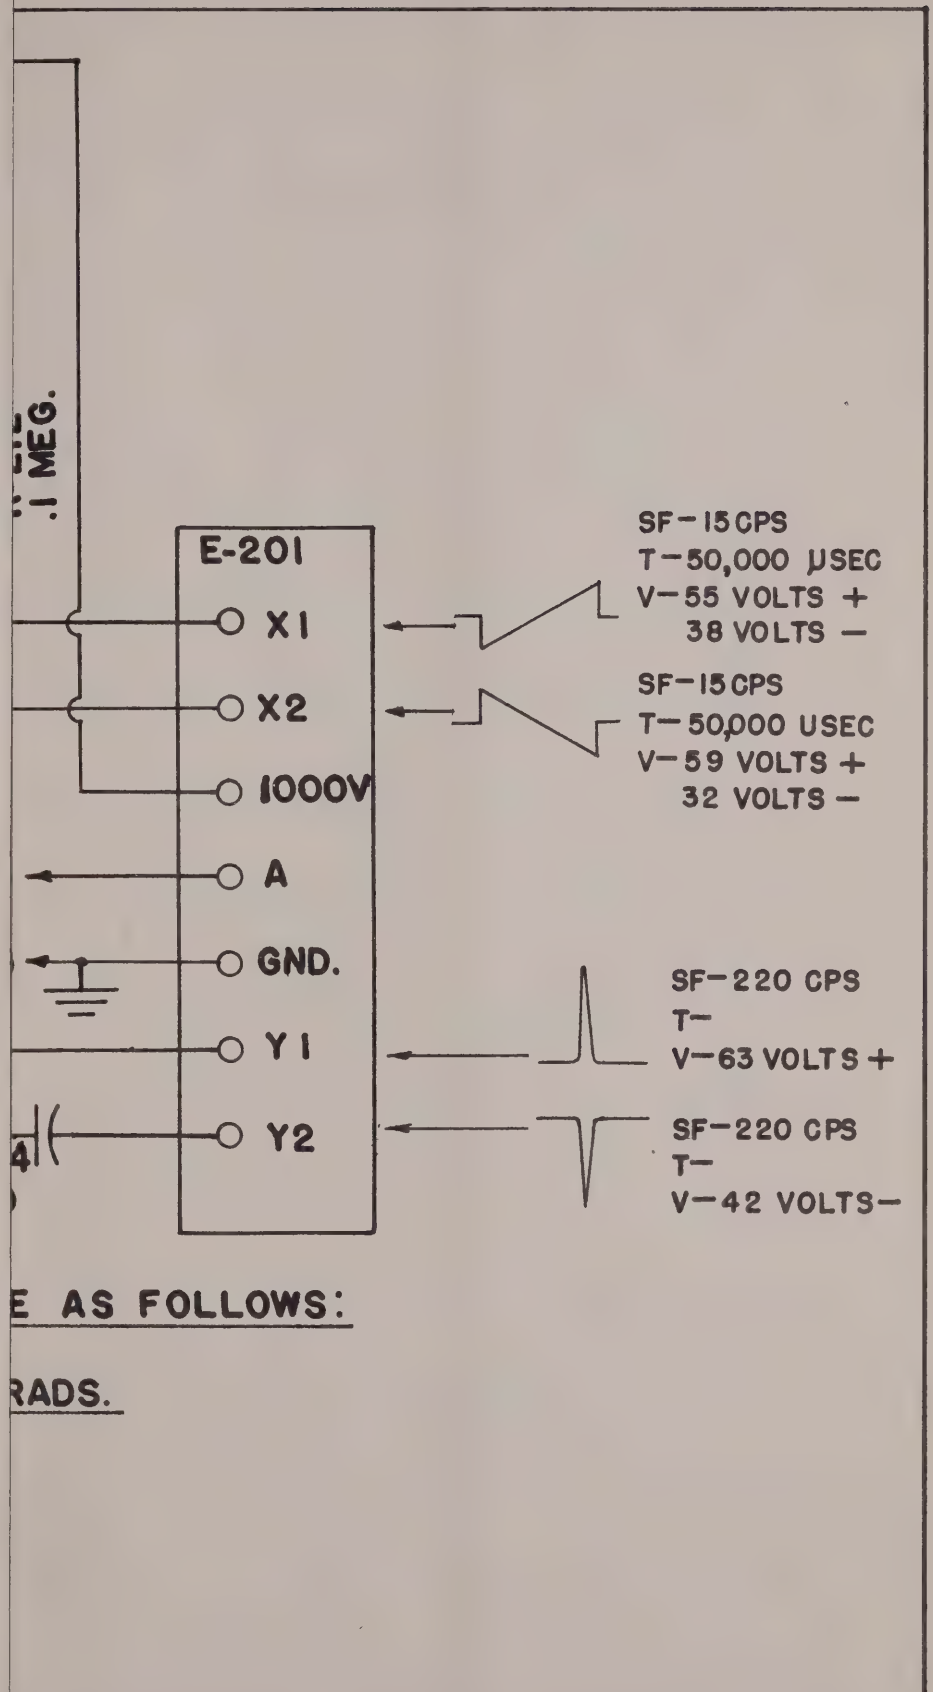 .1 MEG.
E-201
X1
X2
1000V
A
GND.
Y1
Y2
SF-15CPS
T-50,000 µSEC
V-55 VOLTS +
38 VOLTS -
SF-15CPS
T-50,000 USEC
V-59 VOLTS +
32 VOLTS -
SF-220 CPS
T-
V-63 VOLTS +
SF-220 CPS
T-
V-42 VOLTS-
4
E AS FOLLOWS:
RADS.